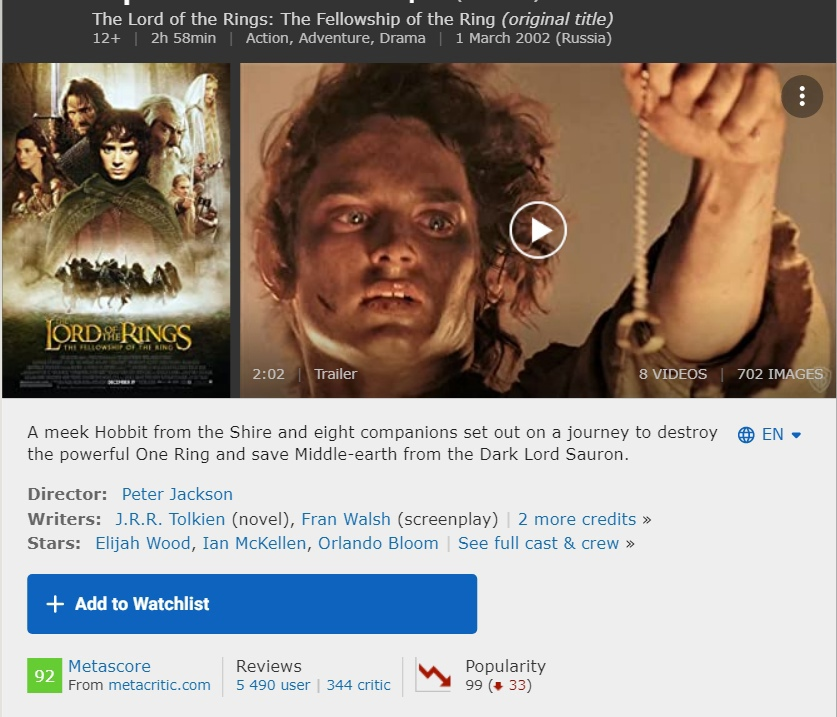 The Lord of the Rings: The Fellowship of the Ring (original title)
12+ | 2h 58min | Action, Adventure, Drama | 1 March 2002 (Russia)
THE
LORD OF THE RINGS
THE FELLOWSHIP OF THE RING
2:02 | Trailer
8 VIDEOS | 702 IMAGES
A meek Hobbit from the Shire and eight companions set out on a journey to destroy
the powerful One Ring and save Middle-earth from the Dark Lord Sauron.
EN
Director: Peter Jackson
Writers: J.R.R. Tolkien (novel), Fran Walsh (screenplay) | 2 more credits »
Stars: Elijah Wood, Ian McKellen, Orlando Bloom | See full cast & crew »
+ Add to Watchlist
92 Metascore
From metacritic.com
Reviews
5 490 user | 344 critic
Popularity
99 (33)